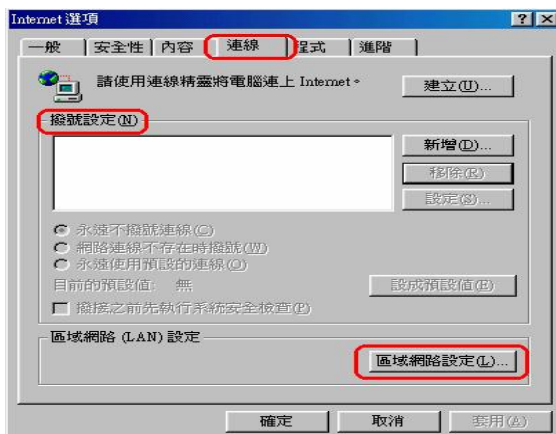 Internet 選項
一般 安全性 內容 連線 程式 進階
請使用連線精靈將電腦連上 Internet。 建立(U)...
撥號設定(N)
新增(D)...
移除(R)
設定(S)...
永遠不撥號連線(C)
網路連線不存在時撥號(W)
永遠使用預設的連線(O)
目前的預設值: 無 設成預設值(E)
撥接之前先執行系統安全檢查(P)
區域網路 (LAN) 設定
區域網路設定(L)...
確定 取消 套用(A)